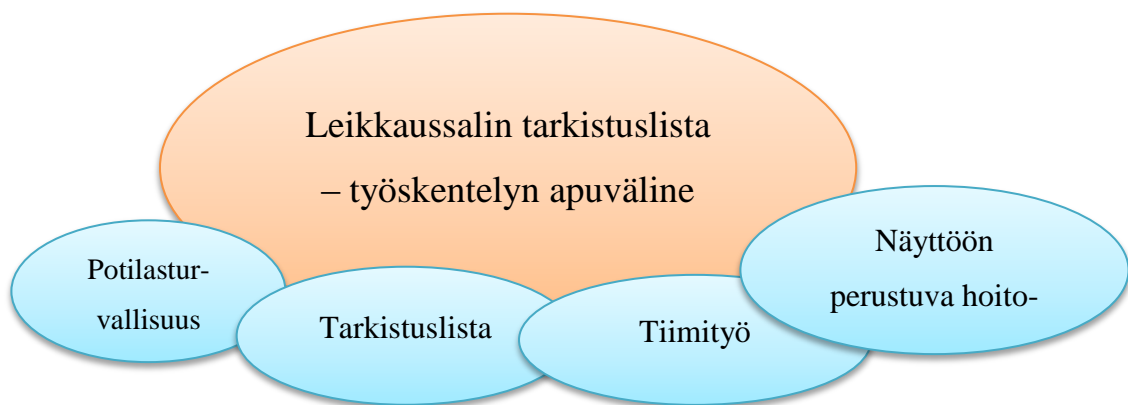 Leikkaussalin tarkistuslista
– työskentelyn apuväline
Potilastur-
vallisuus
Tarkistuslista
Tiimityö
Näyttöön
perustuva hoito-